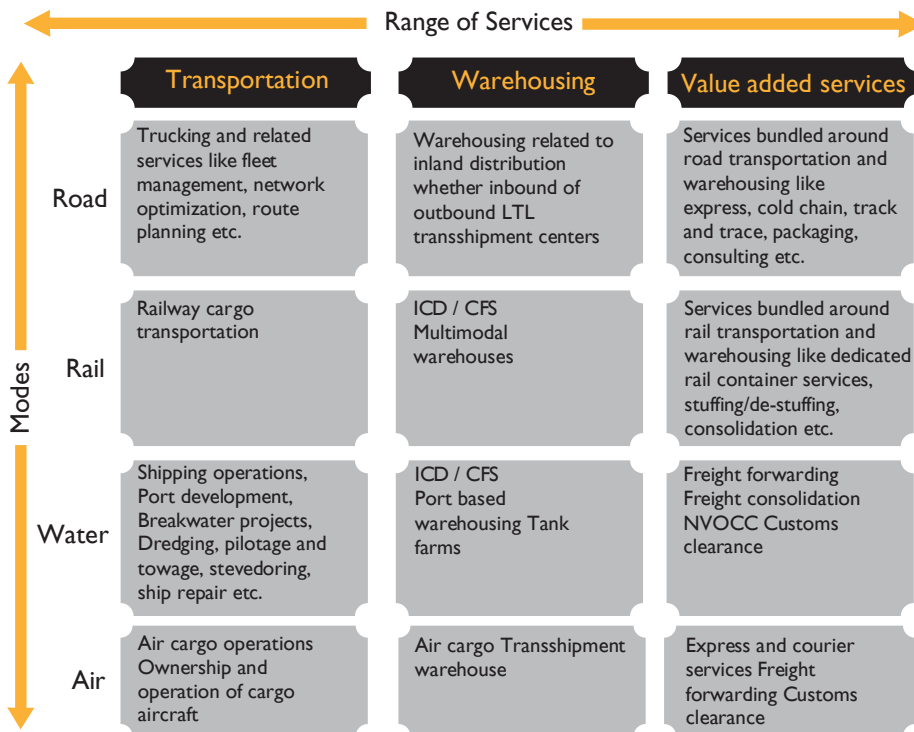 Range of Services
Transportation
Warehousing
Value added services
Modes
Road
Trucking and related
services like fleet
management, network
optimization, route
planning etc.
Warehousing related to
inland distribution
whether inbound of
outbound LTL
transshipment centers
Services bundled around
road transportation and
warehousing like
express, cold chain, track
and trace, packaging,
consulting etc.
Rail
Railway cargo
transportation
ICD / CFS
Multimodal
warehouses
Services bundled around
rail transportation and
warehousing like dedicated
rail container services,
stuffing/de-stuffing,
consolidation etc.
Water
Shipping operations,
Port development,
Breakwater projects,
Dredging, pilotage and
towage, stevedoring,
ship repair etc.
ICD / CFS
Port based
warehousing Tank
farms
Freight forwarding
Freight consolidation
NVOCC Customs
clearance
Air
Air cargo operations
Ownership and
operation of cargo
aircraft
Air cargo Transshipment
warehouse
Express and courier
services Freight
forwarding Customs
clearance